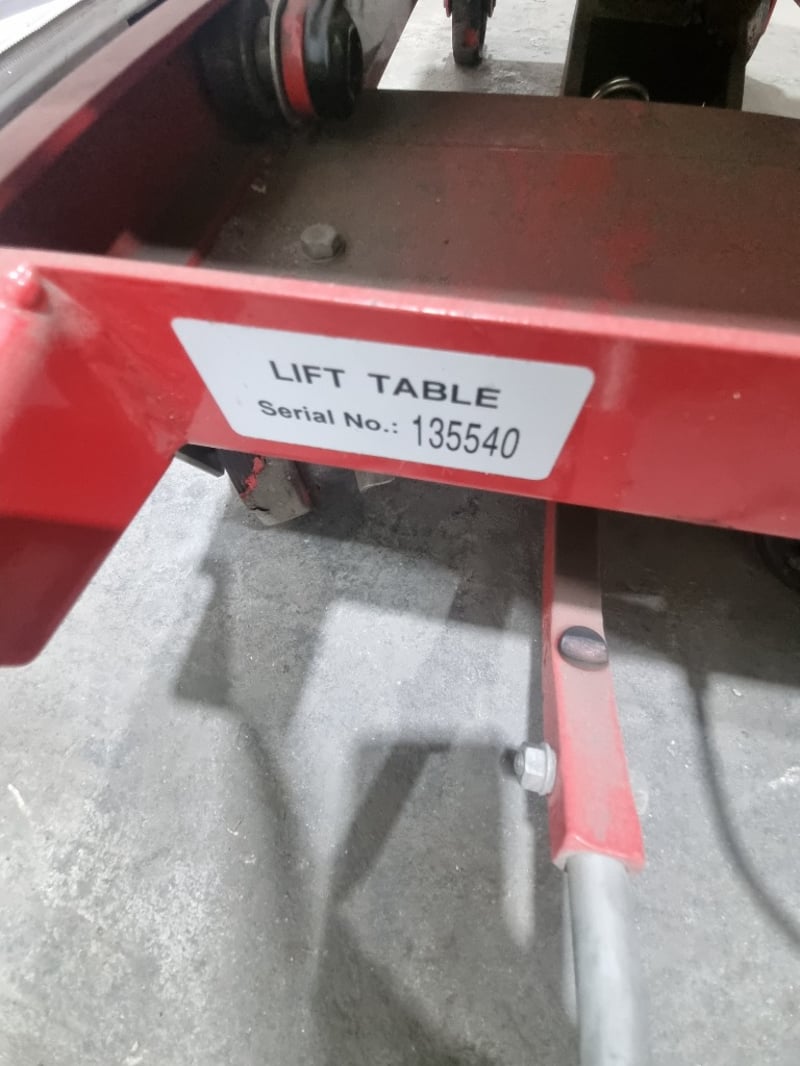 LIFT TABLE
Serial No.: 135540